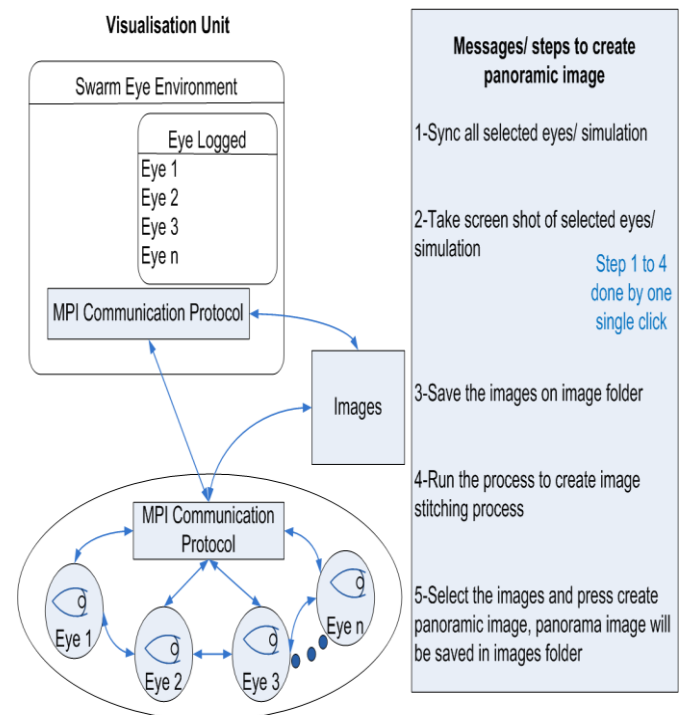 Visualisation Unit
Swarm Eye Environment
Eye Logged
Eye 1
Eye 2
Eye 3
Eye n
MPI Communication Protocol
Images
MPI Communication
Protocol
Eye 1
Eye 2
Eye 3
Eye n
Messages/ steps to create
panoramic image
1-Sync all selected eyes/ simulation
2-Take screen shot of selected eyes/
simulation
Step 1 to 4
done by one
single click
3-Save the images on image folder
4-Run the process to create image
stitching process
5-Select the images and press create
panoramic image, panorama image will
be saved in images folder